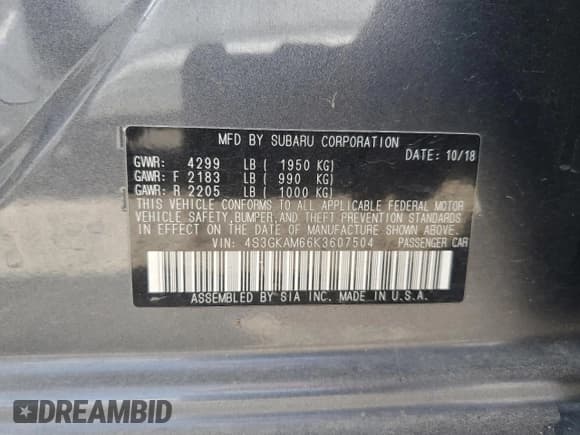 MFD BY SUBARU CORPORATION
DATE: 10/18
GVWR: 4299 LB ( 1950 KG)
GAWR: F 2183 LB ( 990 KG)
GAWR: R 2205 LB ( 1000 KG)
THIS VEHICLE CONFORMS TO ALL APPLICABLE FEDERAL MOTOR
VEHICLE SAFETY, BUMPER, AND THEFT PREVENTION STANDARDS
IN EFFECT ON THE DATE OF MANUFACTURE SHOWN ABOVE.
VIN: 4S3GKAM66K3607504 PASSENGER CAR
ASSEMBLED BY SIA INC. MADE IN U.S.A.
DREAMBID